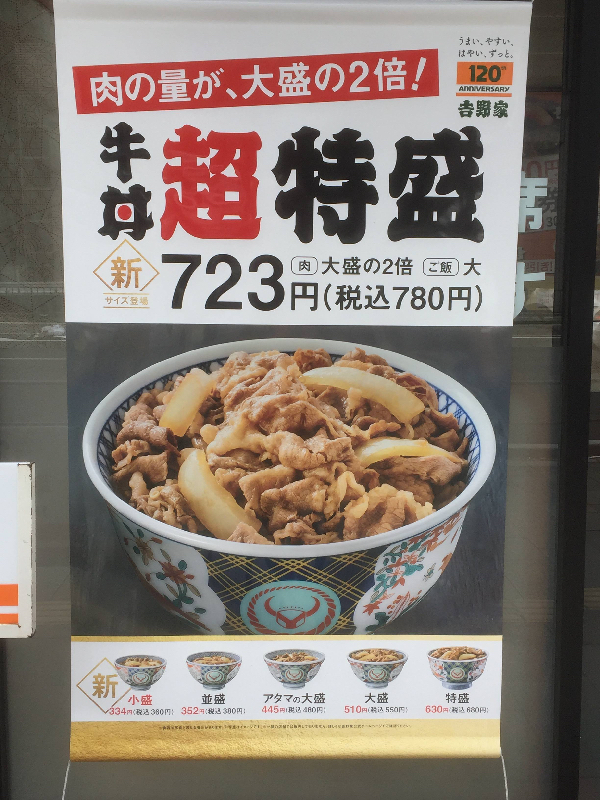 うまい、やすい、
はやい、ずっと。
120th
ANNIVERSARY
吉野家
肉の量が、大盛の2倍!
牛丼 超特盛
新
サイズ登場
723円(税込780円)
肉 大盛の2倍 ご飯 大
新
小盛
334円(税込360円)
並盛
352円(税込380円)
アタマの大盛
445円(税込480円)
大盛
510円(税込550円)
特盛
630円(税込680円)
席
す